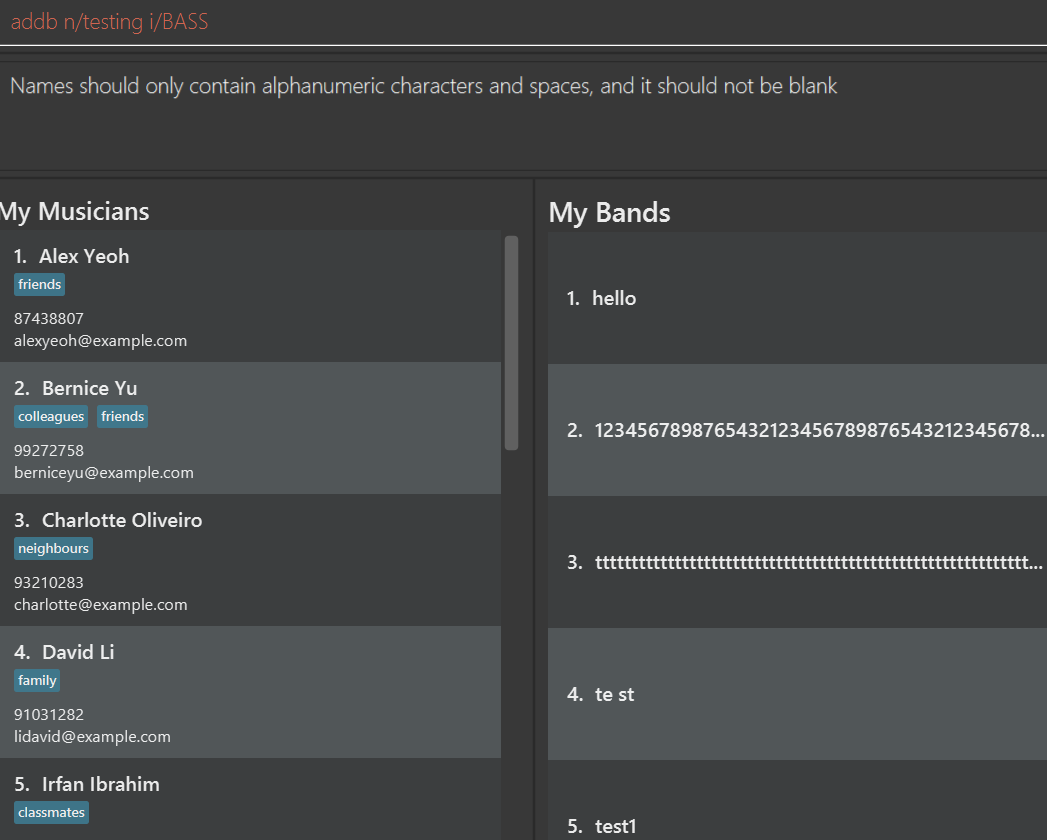 addb n/testing i/BASS
Names should only contain alphanumeric characters and spaces, and it should not be blank
My Musicians
1. Alex Yeoh
friends
87438807
alexyeoh@example.com
2. Bernice Yu
colleagues friends
99272758
berniceyu@example.com
3. Charlotte Oliveiro
neighbours
93210283
charlotte@example.com
4. David Li
family
91031282
lidavid@example.com
5. Irfan Ibrahim
classmates
My Bands
1. hello
2. 1234567898765432123456789876543212345678...
3. tttttttttttttttttttttttttttttttttttttttttttttttttttttttttttt...
4. te st
5. test1